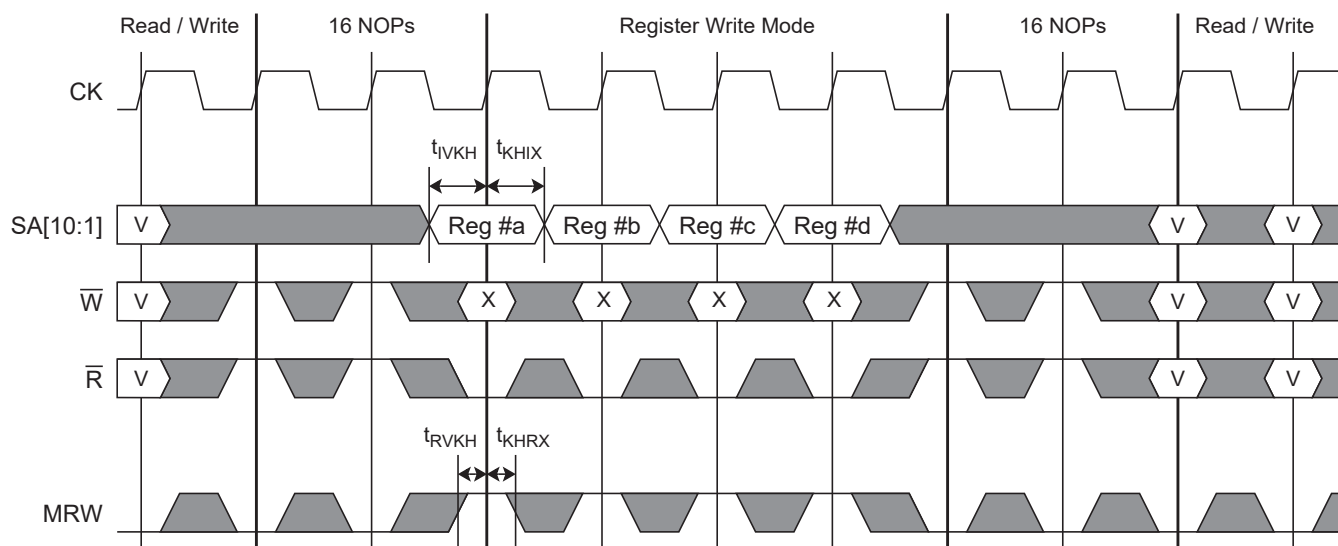 Read / Write 16 NOPs Register Write Mode 16 NOPs Read / Write
CK
tIVKH tKHIX
SA[10:1] V Reg #a Reg #b Reg #c Reg #d V V
W V X X X X V V
R V V V
tRVKH tKHRX
MRW